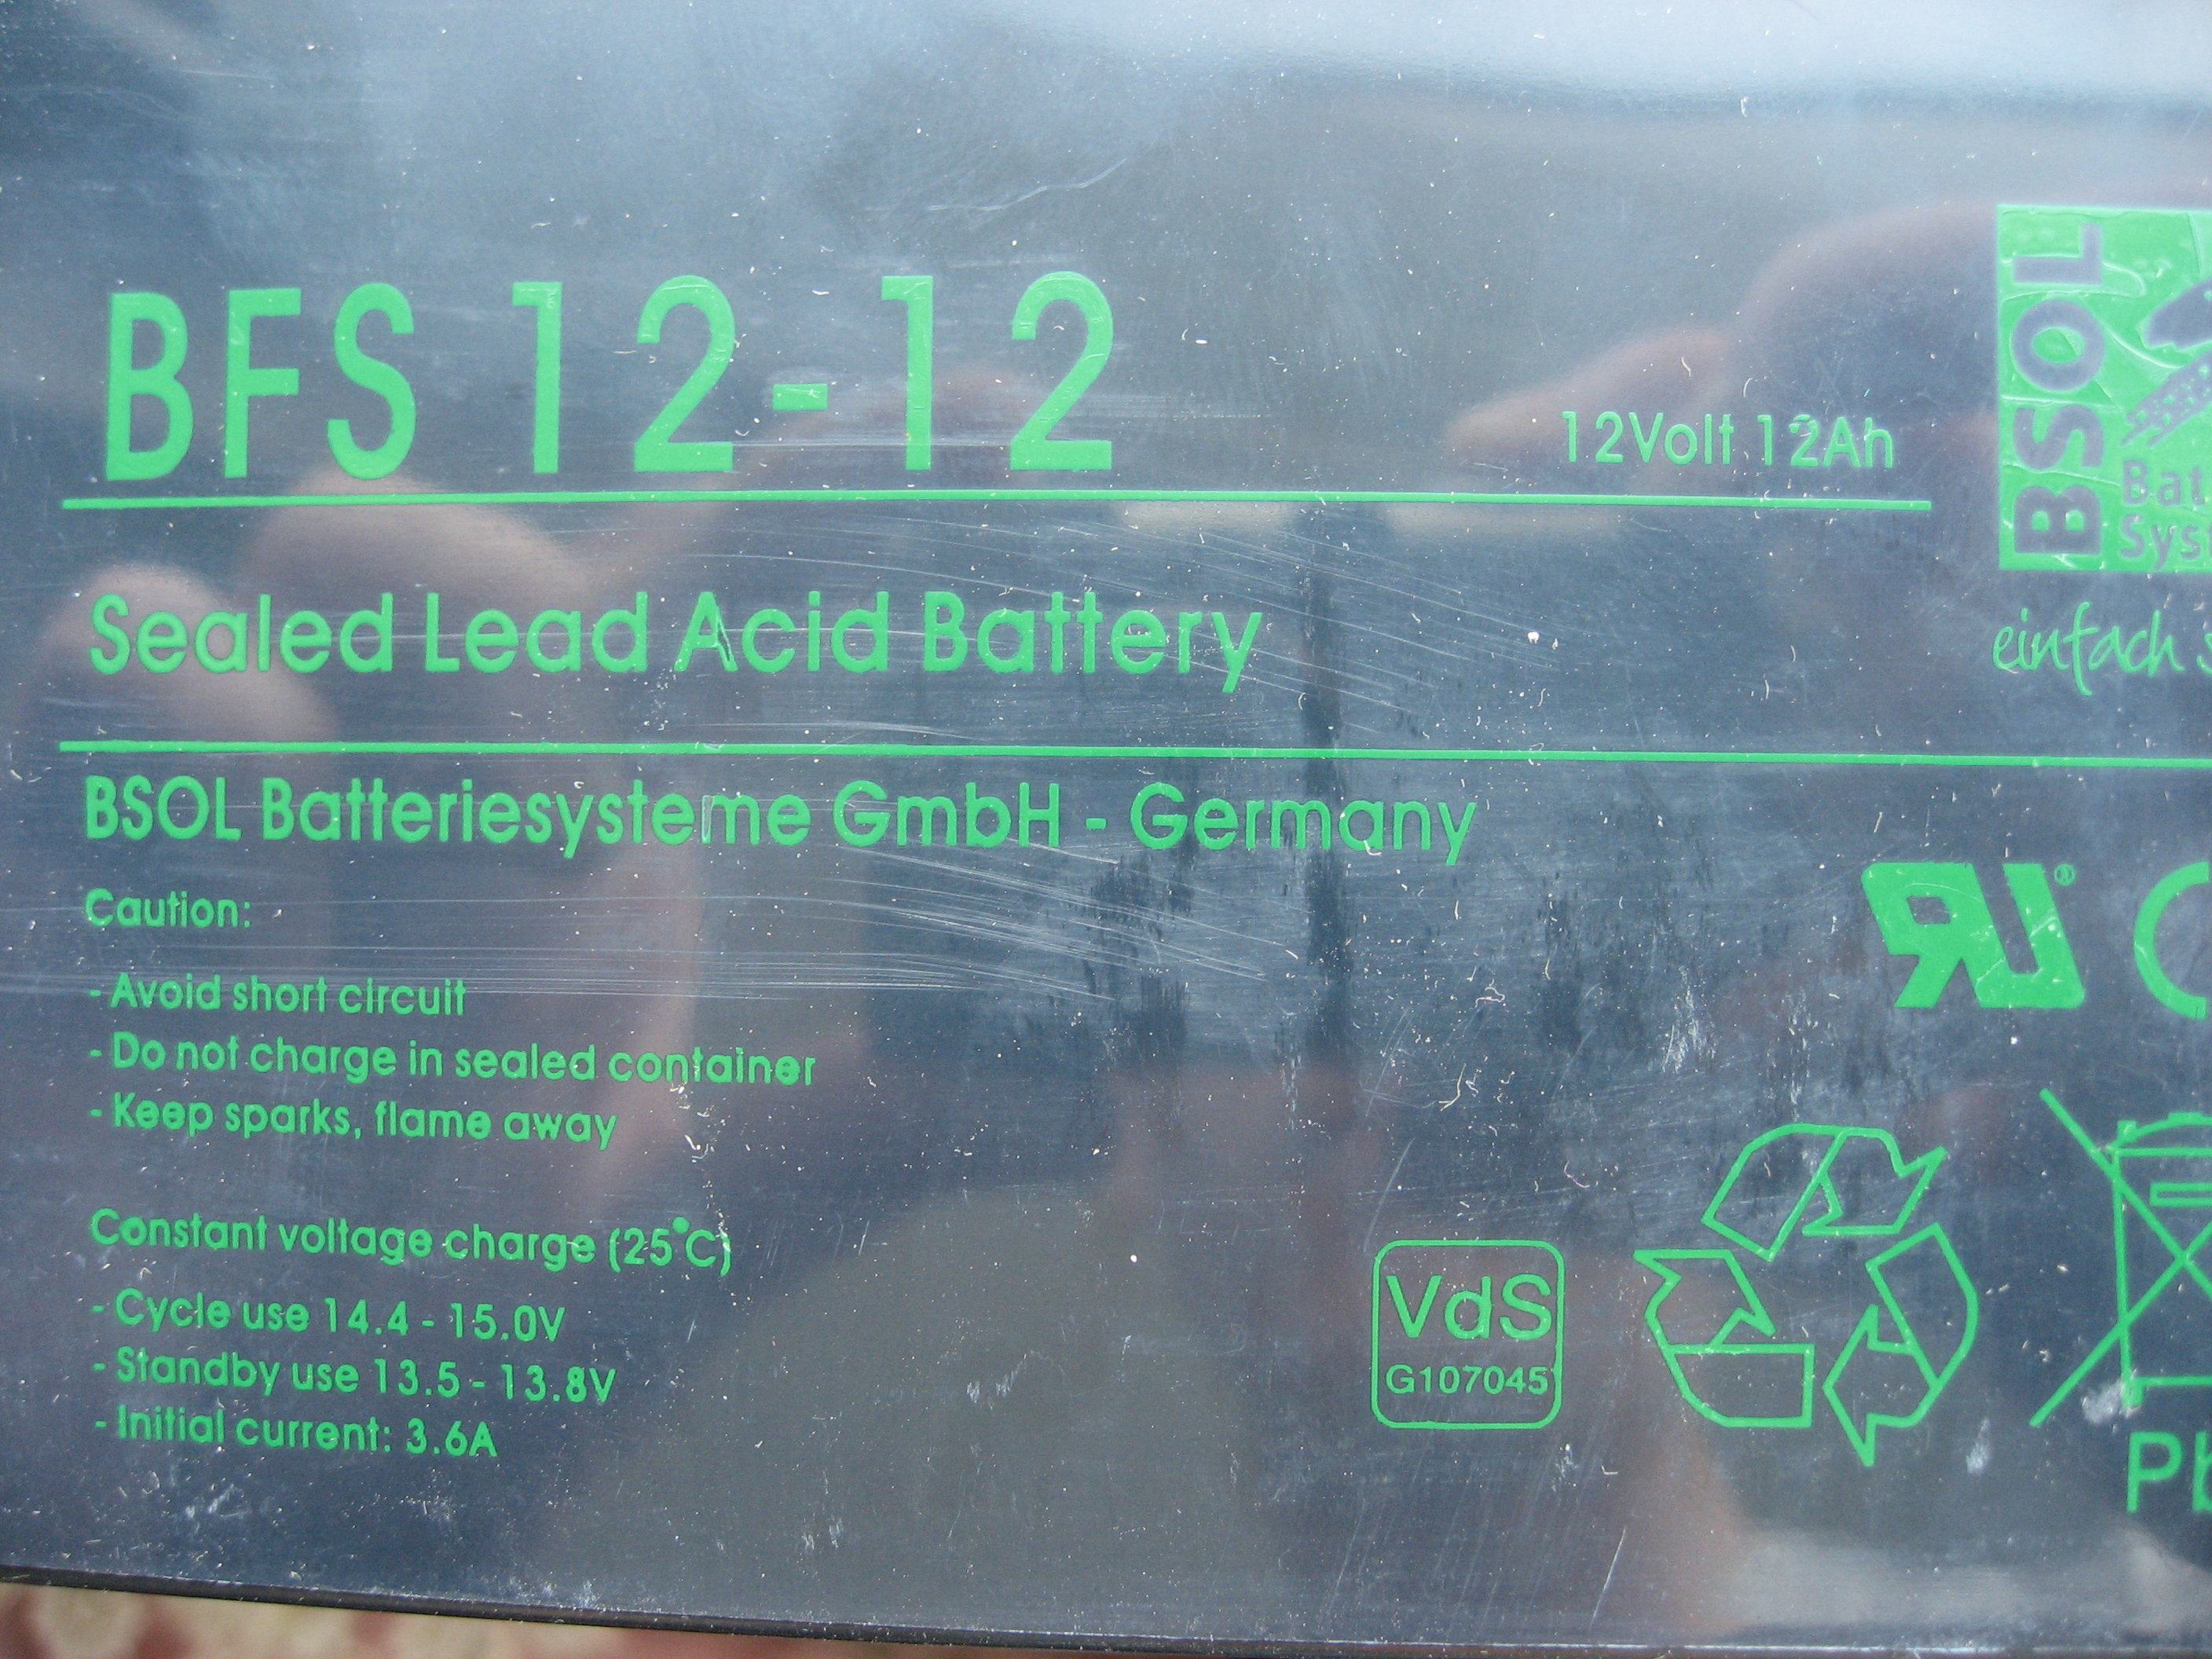 BFS 12-12
12Volt 12Ah
BSOL
einfach
Sealed Lead Acid Battery
BSOL Batteriesysteme GmbH - Germany
Caution:
- Avoid short circuit
- Do not charge in sealed container
- Keep sparks, flame away
Constant voltage charge (25°C)
- Cycle use 14.4 - 15.0V
- Standby use 13.5 - 13.8V
- Initial current: 3.6A
VdS
G107045
Pb